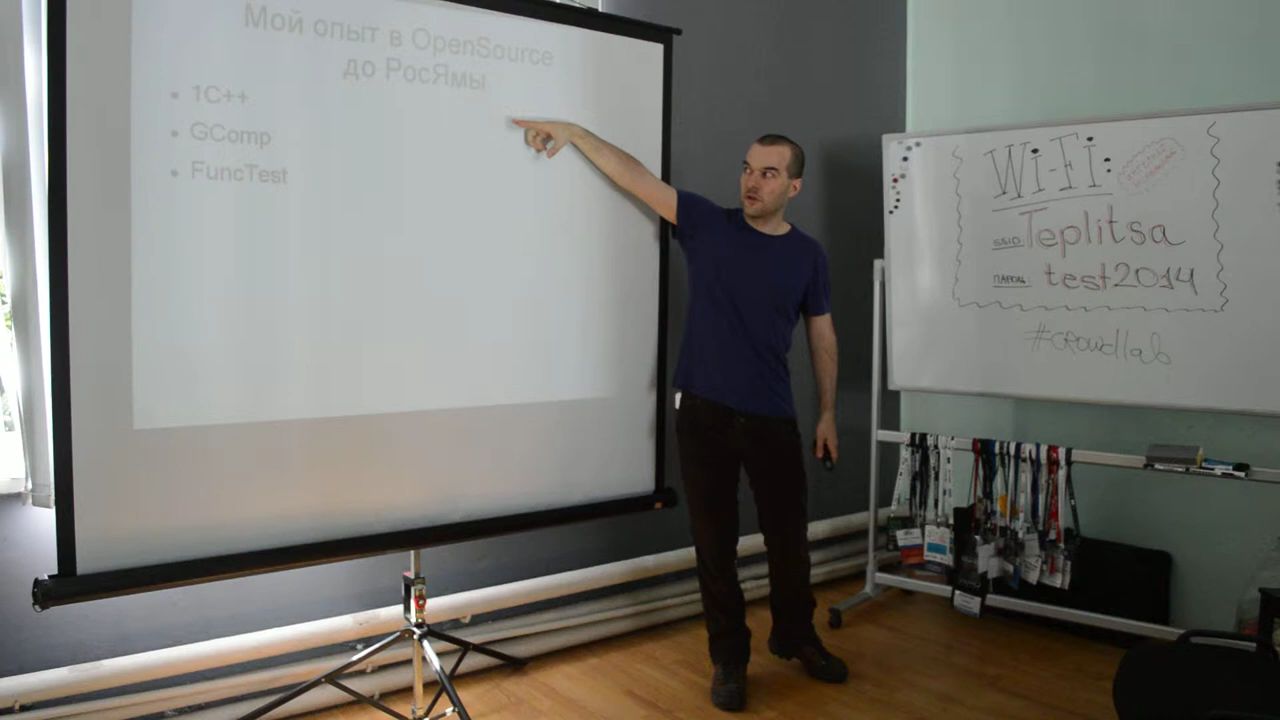 Мой опыт в OpenSource
до РосЯмы
• 1C++
• GComp
• FuncTest
Wi-Fi:
SSID Teplitsa
ПАРОЛЬ test2014
#crowdlab